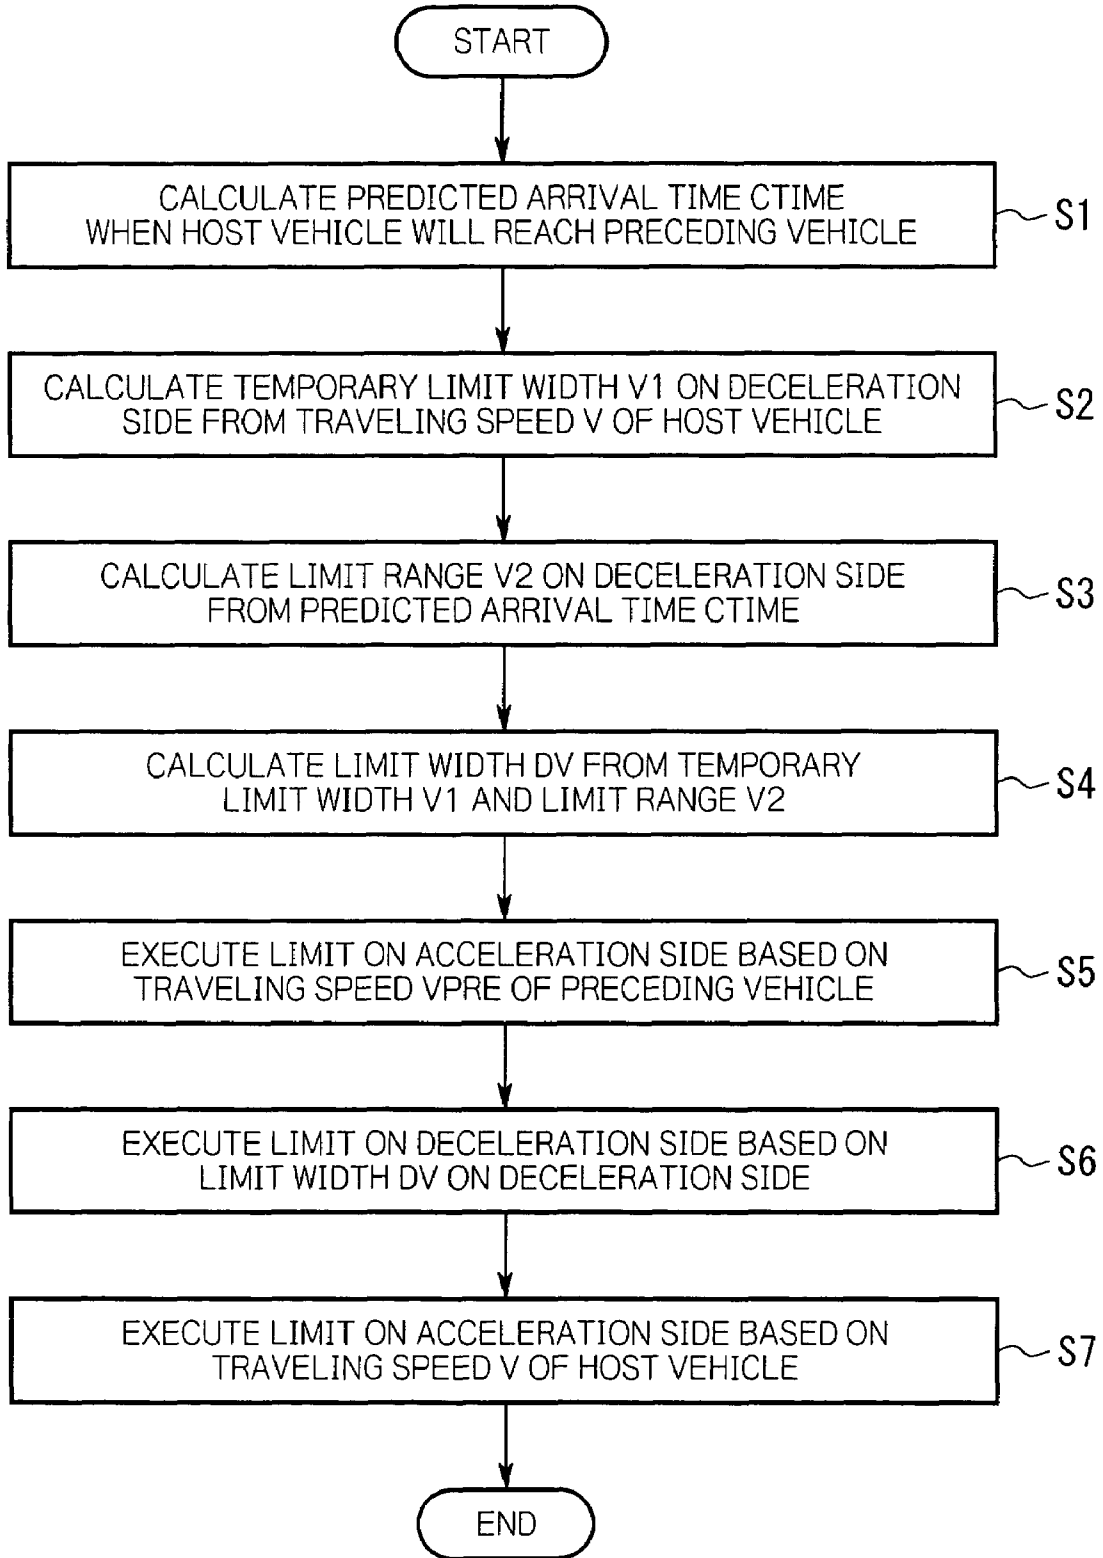 START
CALCULATE PREDICTED ARRIVAL TIME CTIME
WHEN HOST VEHICLE WILL REACH PRECEDING VEHICLE
S1
CALCULATE TEMPORARY LIMIT WIDTH V1 ON DECELERATION
SIDE FROM TRAVELING SPEED V OF HOST VEHICLE
S2
CALCULATE LIMIT RANGE V2 ON DECELERATION SIDE
FROM PREDICTED ARRIVAL TIME CTIME
S3
CALCULATE LIMIT WIDTH DV FROM TEMPORARY
LIMIT WIDTH V1 AND LIMIT RANGE V2
S4
EXECUTE LIMIT ON ACCELERATION SIDE BASED ON
TRAVELING SPEED VPRE OF PRECEDING VEHICLE
S5
EXECUTE LIMIT ON DECELERATION SIDE BASED ON
LIMIT WIDTH DV ON DECELERATION SIDE
S6
EXECUTE LIMIT ON ACCELERATION SIDE BASED ON
TRAVELING SPEED V OF HOST VEHICLE
S7
END